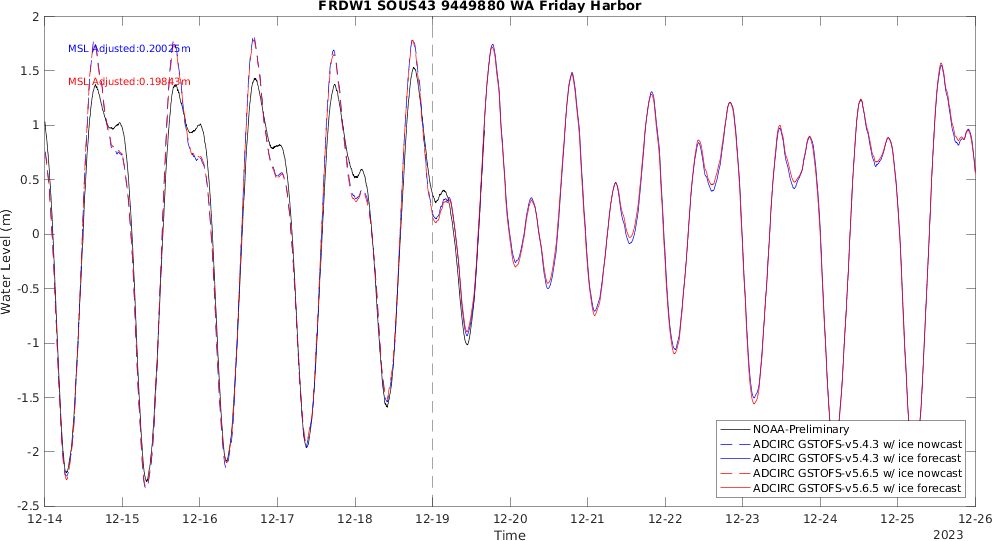 FRDW1 SOUS43 9449880 WA Friday Harbor
MSL Adjusted:0.20025m
MSL Adjusted:0.19843m
2
1.5
1
0.5
0
-0.5
-1
-1.5
-2
-2.5
Water Level (m)
NOAA-Preliminary
ADCIRC GSTOFS-v5.4.3 w/ ice nowcast
ADCIRC GSTOFS-v5.4.3 w/ ice forecast
ADCIRC GSTOFS-v5.6.5 w/ ice nowcast
ADCIRC GSTOFS-v5.6.5 w/ ice forecast
12-14 12-15 12-16 12-17 12-18 12-19 12-20 12-21 12-22 12-23 12-24 12-25 12-26
Time
2023